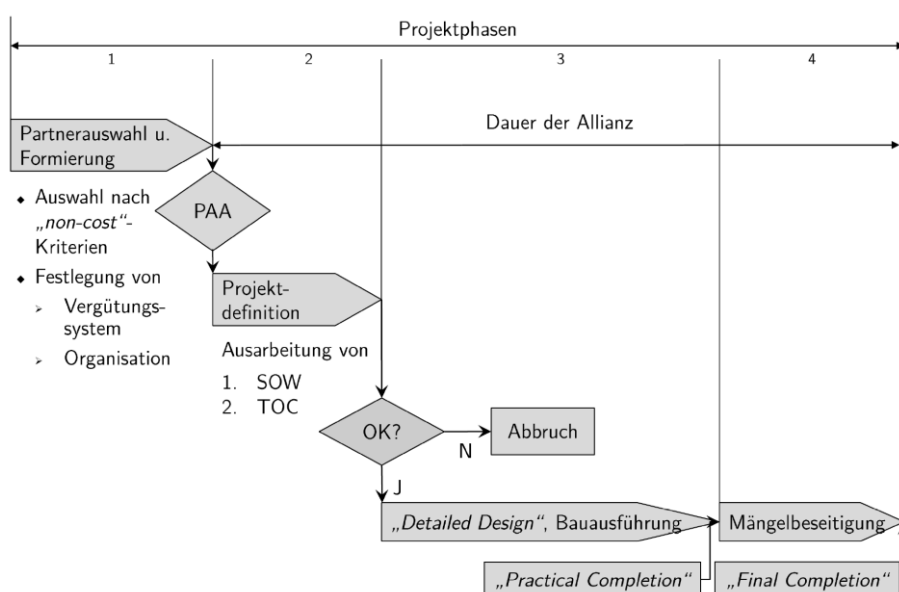 Projektphasen
1
2
3
4
Partnerauswahl u.
Formierung
Dauer der Allianz
PAA
◆ Auswahl nach
„non-cost“-
Kriterien
◆ Festlegung von
➢ Vergütungs-
system
➢ Organisation
Projekt-
definition
Ausarbeitung von
1. SOW
2. TOC
OK?
N
Abbruch
J
„Detailed Design“, Bauausführung
Mängelbeseitigung
„Practical Completion“
„Final Completion“